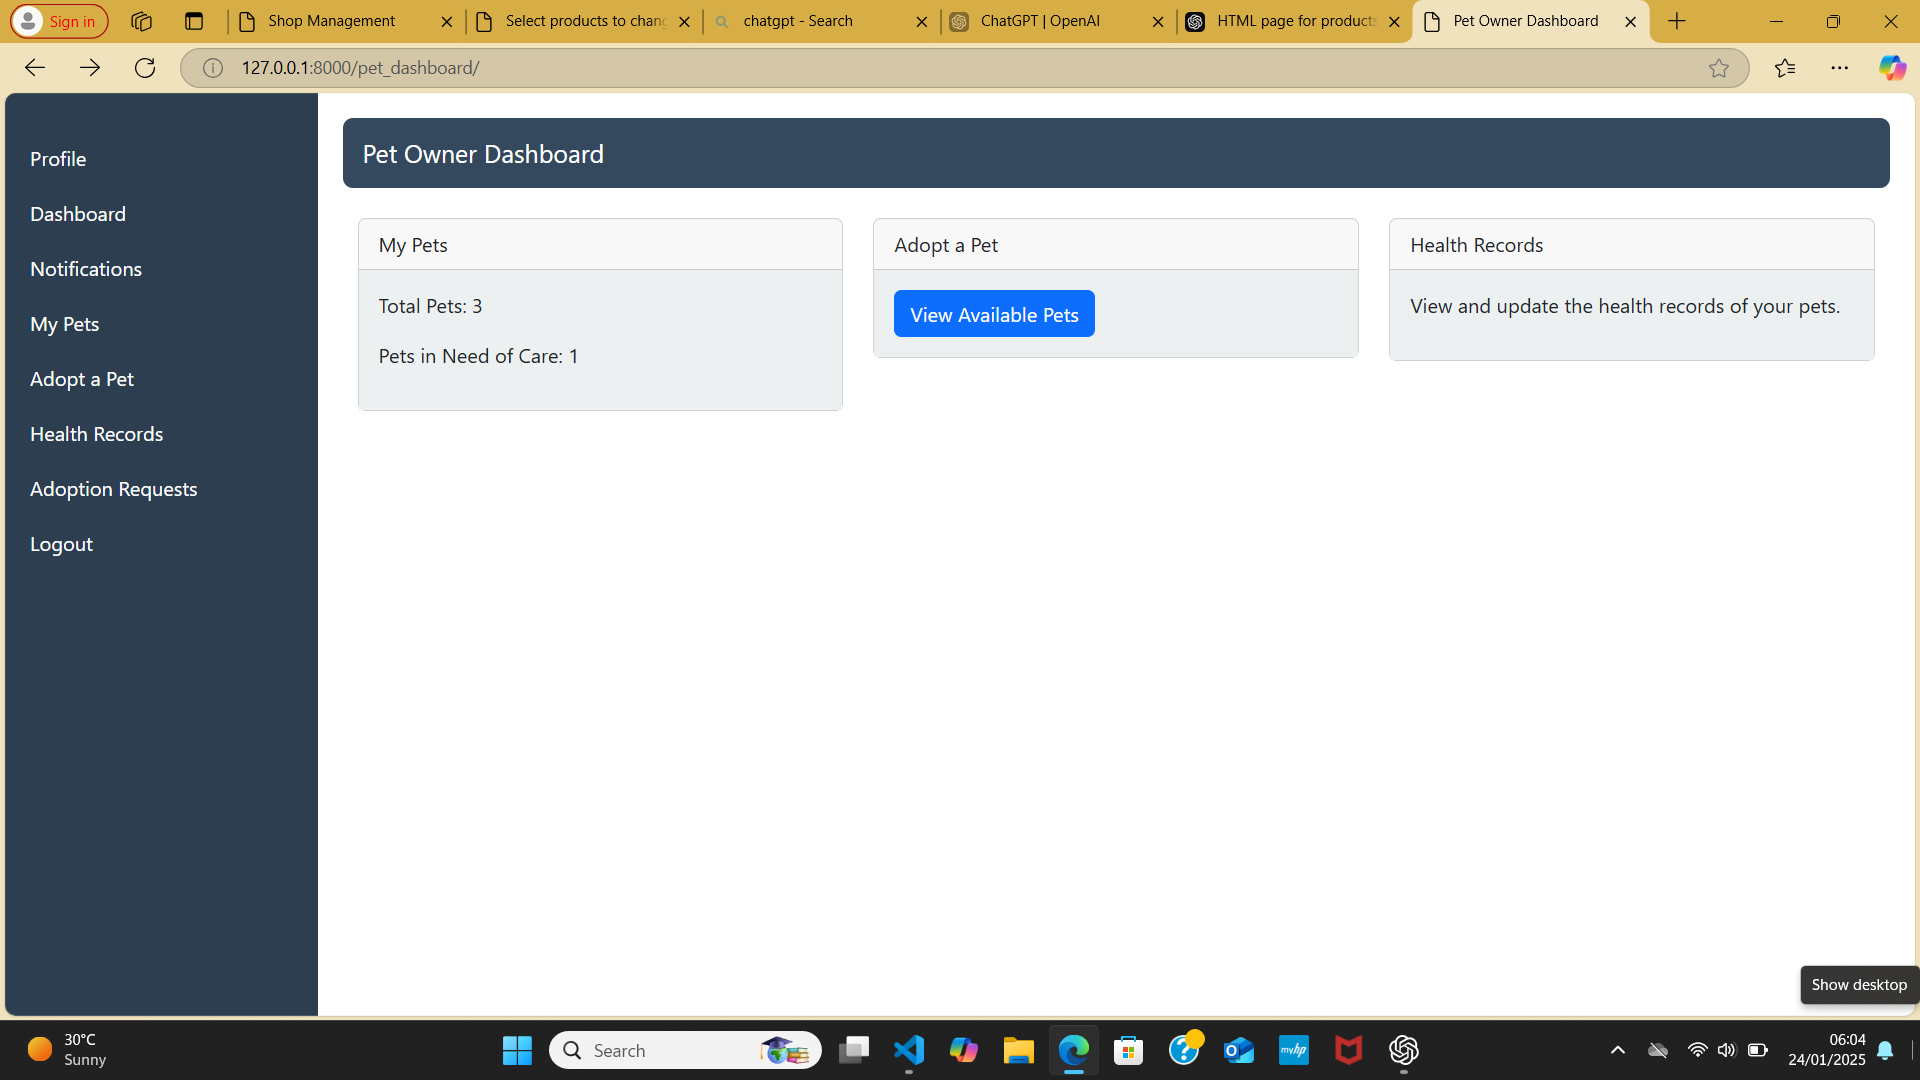 Sign in
Shop Management
Select products to chang
chatgpt - Search
ChatGPT | OpenAI
HTML page for products
Pet Owner Dashboard
127.0.0.1:8000/pet_dashboard/
Profile
Dashboard
Notifications
My Pets
Adopt a Pet
Health Records
Adoption Requests
Logout
Pet Owner Dashboard
My Pets
Total Pets: 3
Pets in Need of Care: 1
Adopt a Pet
View Available Pets
Health Records
View and update the health records of your pets.
Show desktop
30°C
Sunny
Search
myhp
06:04
24/01/2025